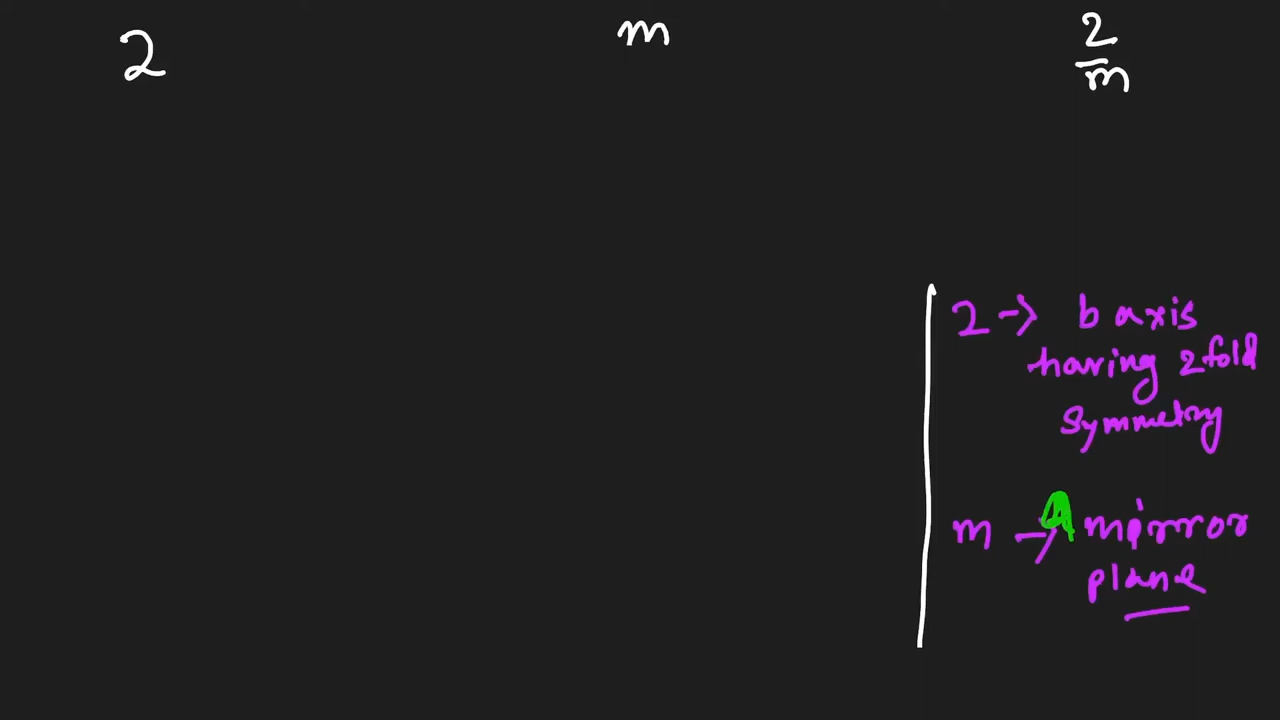 2 m 2/m
2 → b axis
having 2 fold
symmetry
m → a mirror
plane